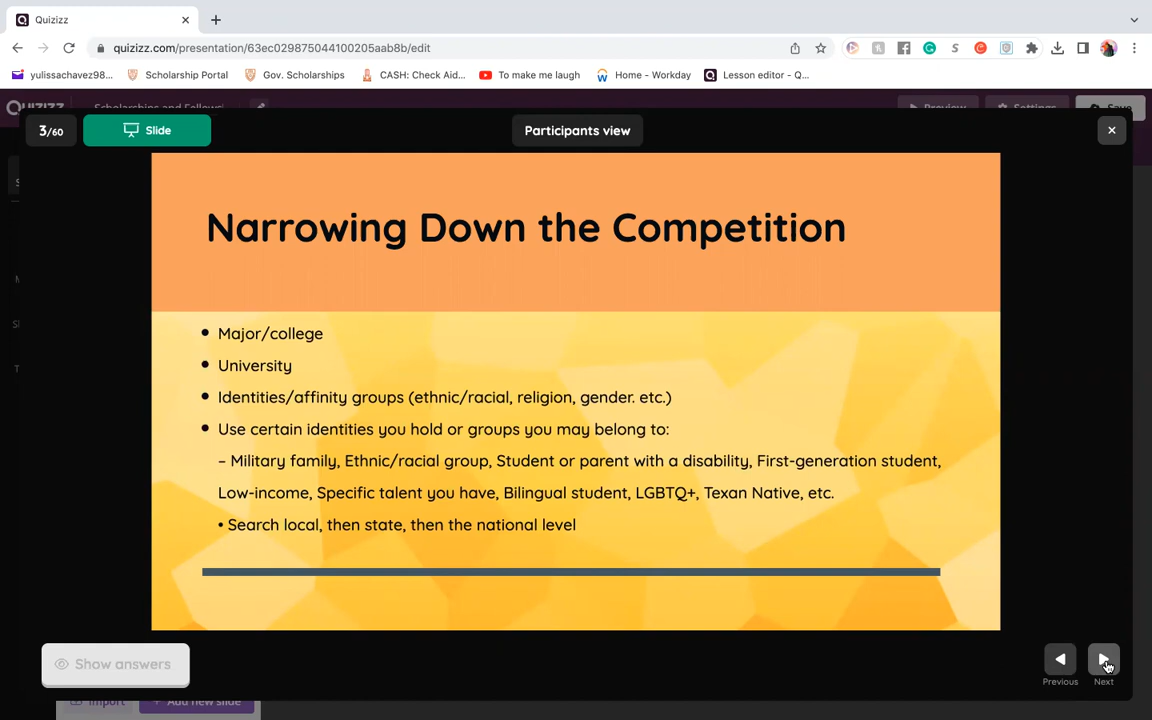 Quizizz
quizizz.com/presentation/63ec029875044100205aab8b/edit
yulissachavez98...
Scholarship Portal
Gov. Scholarships
CASH: Check Aid...
To make me laugh
Home - Workday
Lesson editor - Q...
QUIZIZZ
Scholarships and Fellows
Preview
Settings
Save
3/60
Slide
Participants view
Narrowing Down the Competition
• Major/college
• University
• Identities/affinity groups (ethnic/racial, religion, gender. etc.)
• Use certain identities you hold or groups you may belong to:
– Military family, Ethnic/racial group, Student or parent with a disability, First-generation student,
Low-income, Specific talent you have, Bilingual student, LGBTQ+, Texan Native, etc.
• Search local, then state, then the national level
Show answers
Previous
Next
Import
+ Add new slide